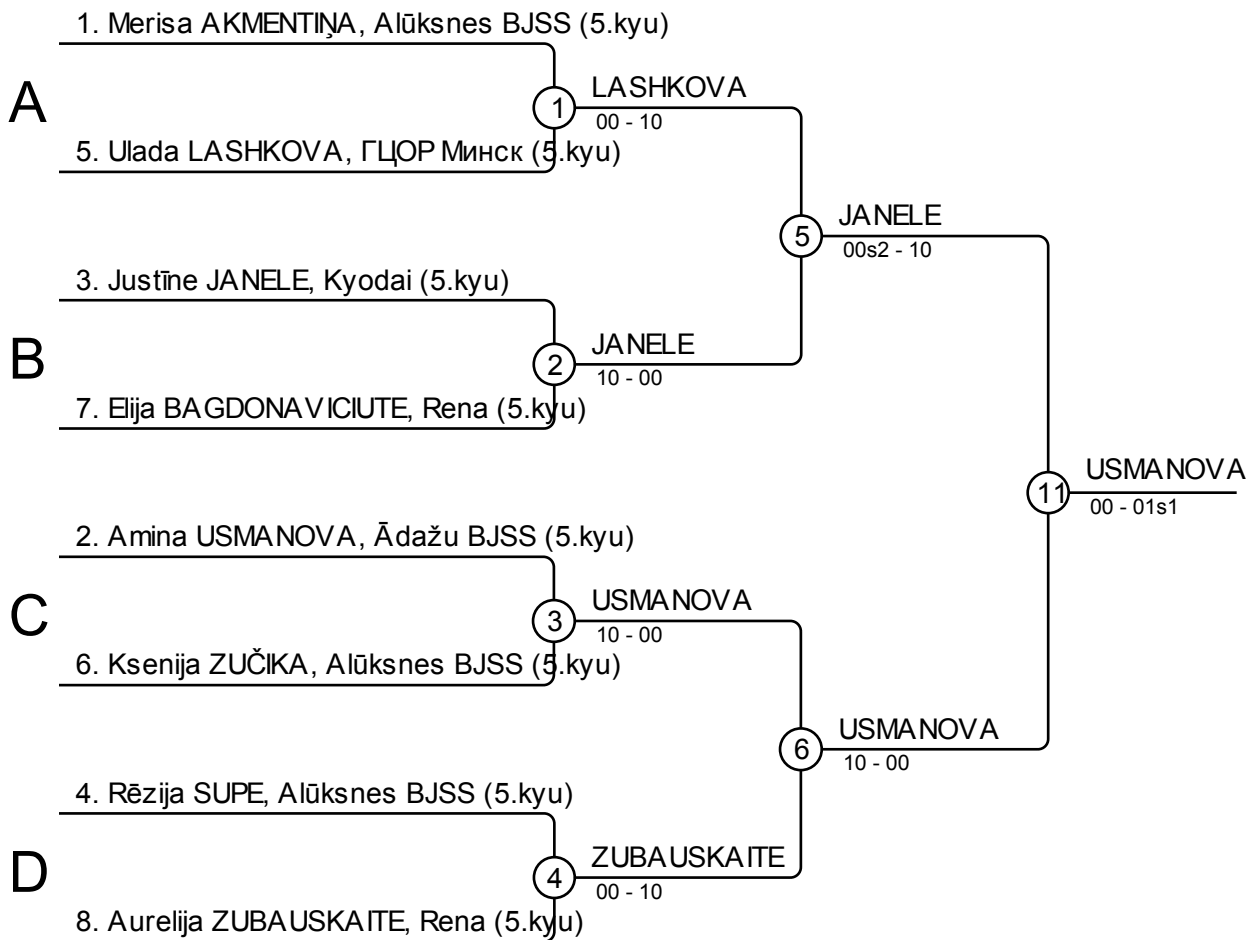 1. Merisa AKMENTIŅA, Alūksnes BJSS (5.kyu)
A
1
LASHKOVA
00 - 10
5. Ulada LASHKOVA, ГЦОР Минск (5.kyu)
5
JANELE
00s2 - 10
3. Justīne JANELE, Kyodai (5.kyu)
B
2
JANELE
10 - 00
7. Elija BAGDONAVICIUTE, Rena (5.kyu)
11
USMANOVA
00 - 01s1
2. Amina USMANOVA, Ādažu BJSS (5.kyu)
C
3
USMANOVA
10 - 00
6. Ksenija ZUČIKA, Alūksnes BJSS (5.kyu)
6
USMANOVA
10 - 00
4. Rēzija SUPE, Alūksnes BJSS (5.kyu)
D
4
ZUBAUSKAITE
00 - 10
8. Aurelija ZUBAUSKAITE, Rena (5.kyu)